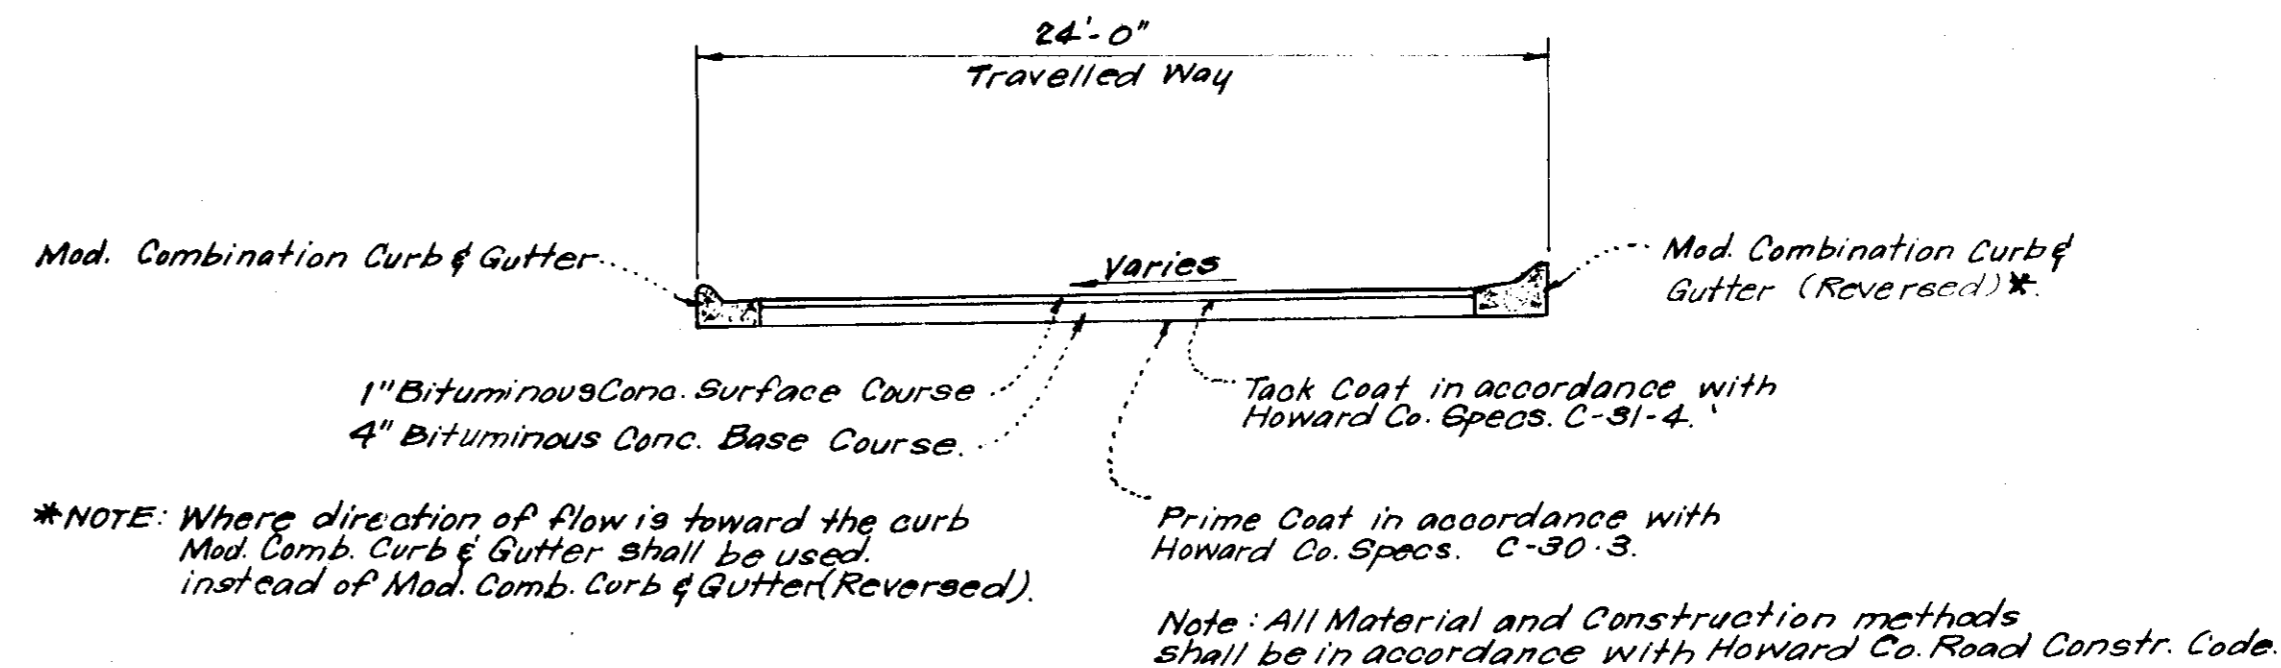 24'-0"
Travelled Way
Mod. Combination Curb & Gutter
Varies
Mod. Combination Curb &
Gutter (Reversed)*.
1" Bituminous Conc. Surface Course
4" Bituminous Conc. Base Course.
Tack Coat in accordance with
Howard Co. Specs. C-31-4.
*NOTE: Where direction of flow is toward the curb
Mod. Comb. Curb & Gutter shall be used.
instead of Mod. Comb. Curb & Gutter (Reversed).
Prime Coat in accordance with
Howard Co. Specs. C-30.3.
Note: All Material and Construction methods
shall be in accordance with Howard Co. Road Constr. Code.